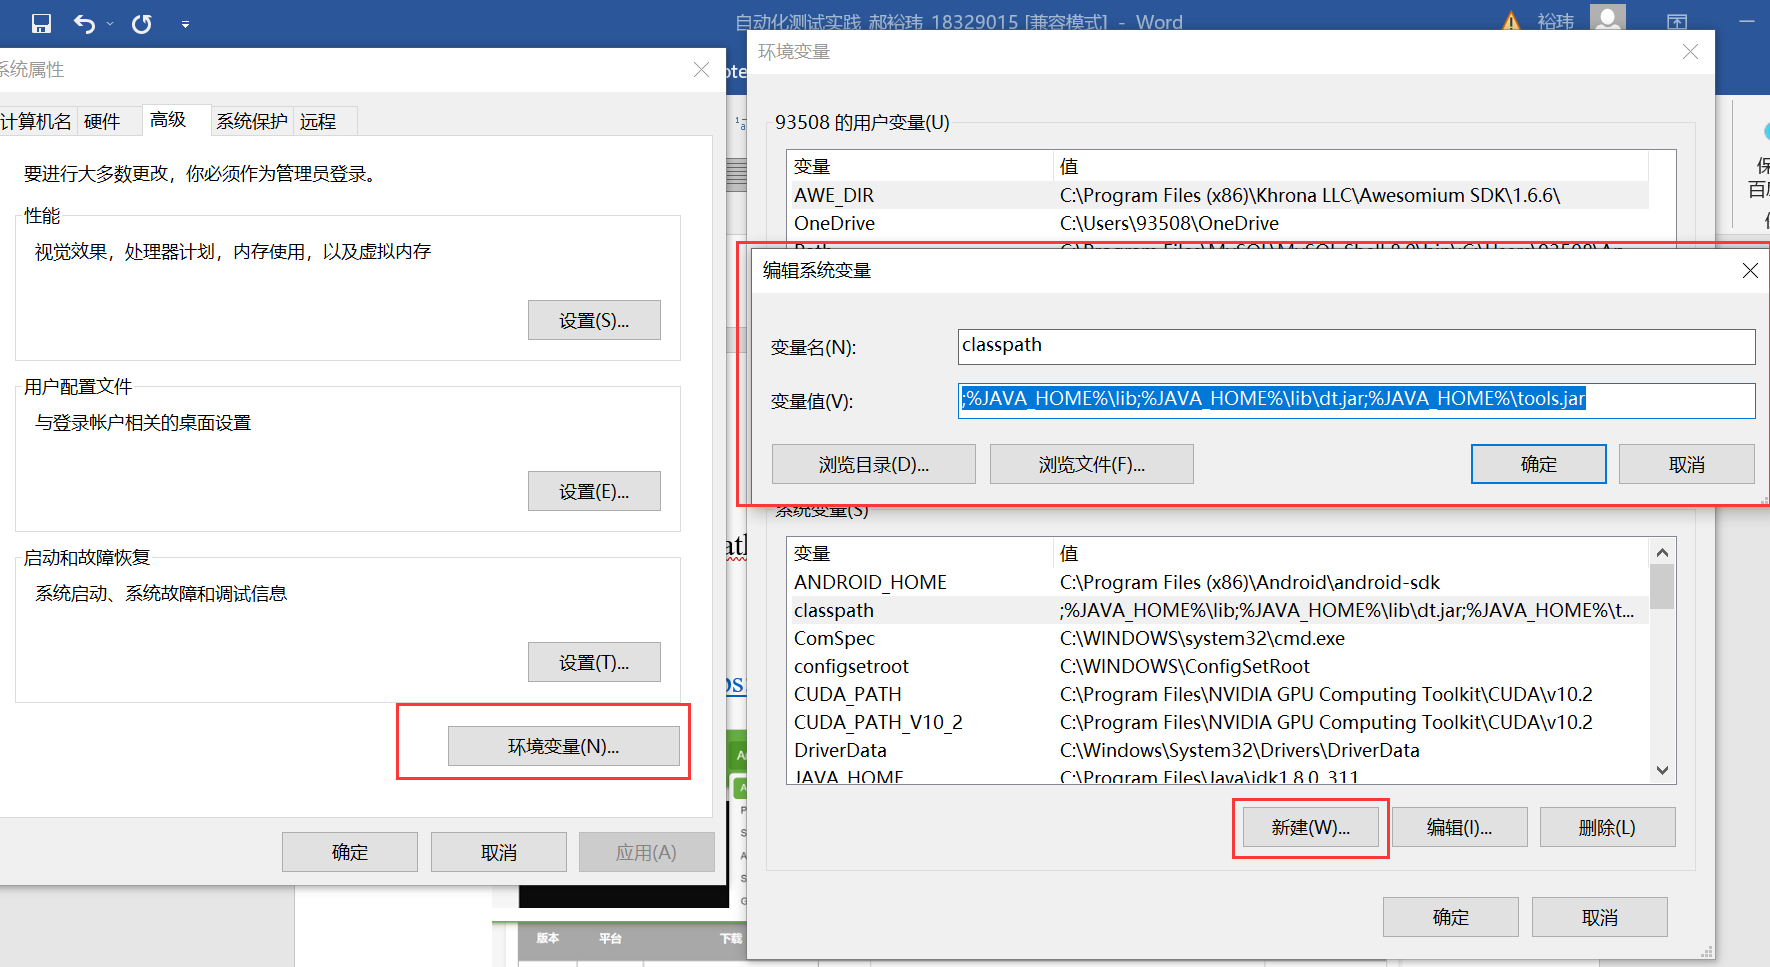 自动化测试实践 郝裕玮 18329015 [兼容模式] - Word
裕玮
系统属性
计算机名
硬件
高级
系统保护
远程
要进行大多数更改，你必须作为管理员登录。
性能
视觉效果，处理器计划，内存使用，以及虚拟内存
设置(S)...
用户配置文件
与登录帐户相关的桌面设置
设置(E)...
启动和故障恢复
系统启动、系统故障和调试信息
设置(T)...
环境变量(N)...
确定
取消
应用(A)
环境变量
93508 的用户变量(U)
变量 值
AWE_DIR C:\Program Files (x86)\Khrona LLC\Awesomium SDK\1.6.6\
OneDrive C:\Users\93508\OneDrive
编辑系统变量
变量名(N): classpath
变量值(V): ;%JAVA_HOME%\lib;%JAVA_HOME%\lib\dt.jar;%JAVA_HOME%\tools.jar
浏览目录(D)...
浏览文件(F)...
确定
取消
系统变量(S)
变量 值
ANDROID_HOME C:\Program Files (x86)\Android\android-sdk
classpath ;%JAVA_HOME%\lib;%JAVA_HOME%\lib\dt.jar;%JAVA_HOME%\t...
ComSpec C:\WINDOWS\system32\cmd.exe
configsetroot C:\WINDOWS\ConfigSetRoot
CUDA_PATH C:\Program Files\NVIDIA GPU Computing Toolkit\CUDA\v10.2
CUDA_PATH_V10_2 C:\Program Files\NVIDIA GPU Computing Toolkit\CUDA\v10.2
DriverData C:\Windows\System32\Drivers\DriverData
JAVA_HOME C:\Program Files\Java\jdk1.8.0_311
新建(W)...
编辑(I)...
删除(L)
确定
取消
版本 平台 下载